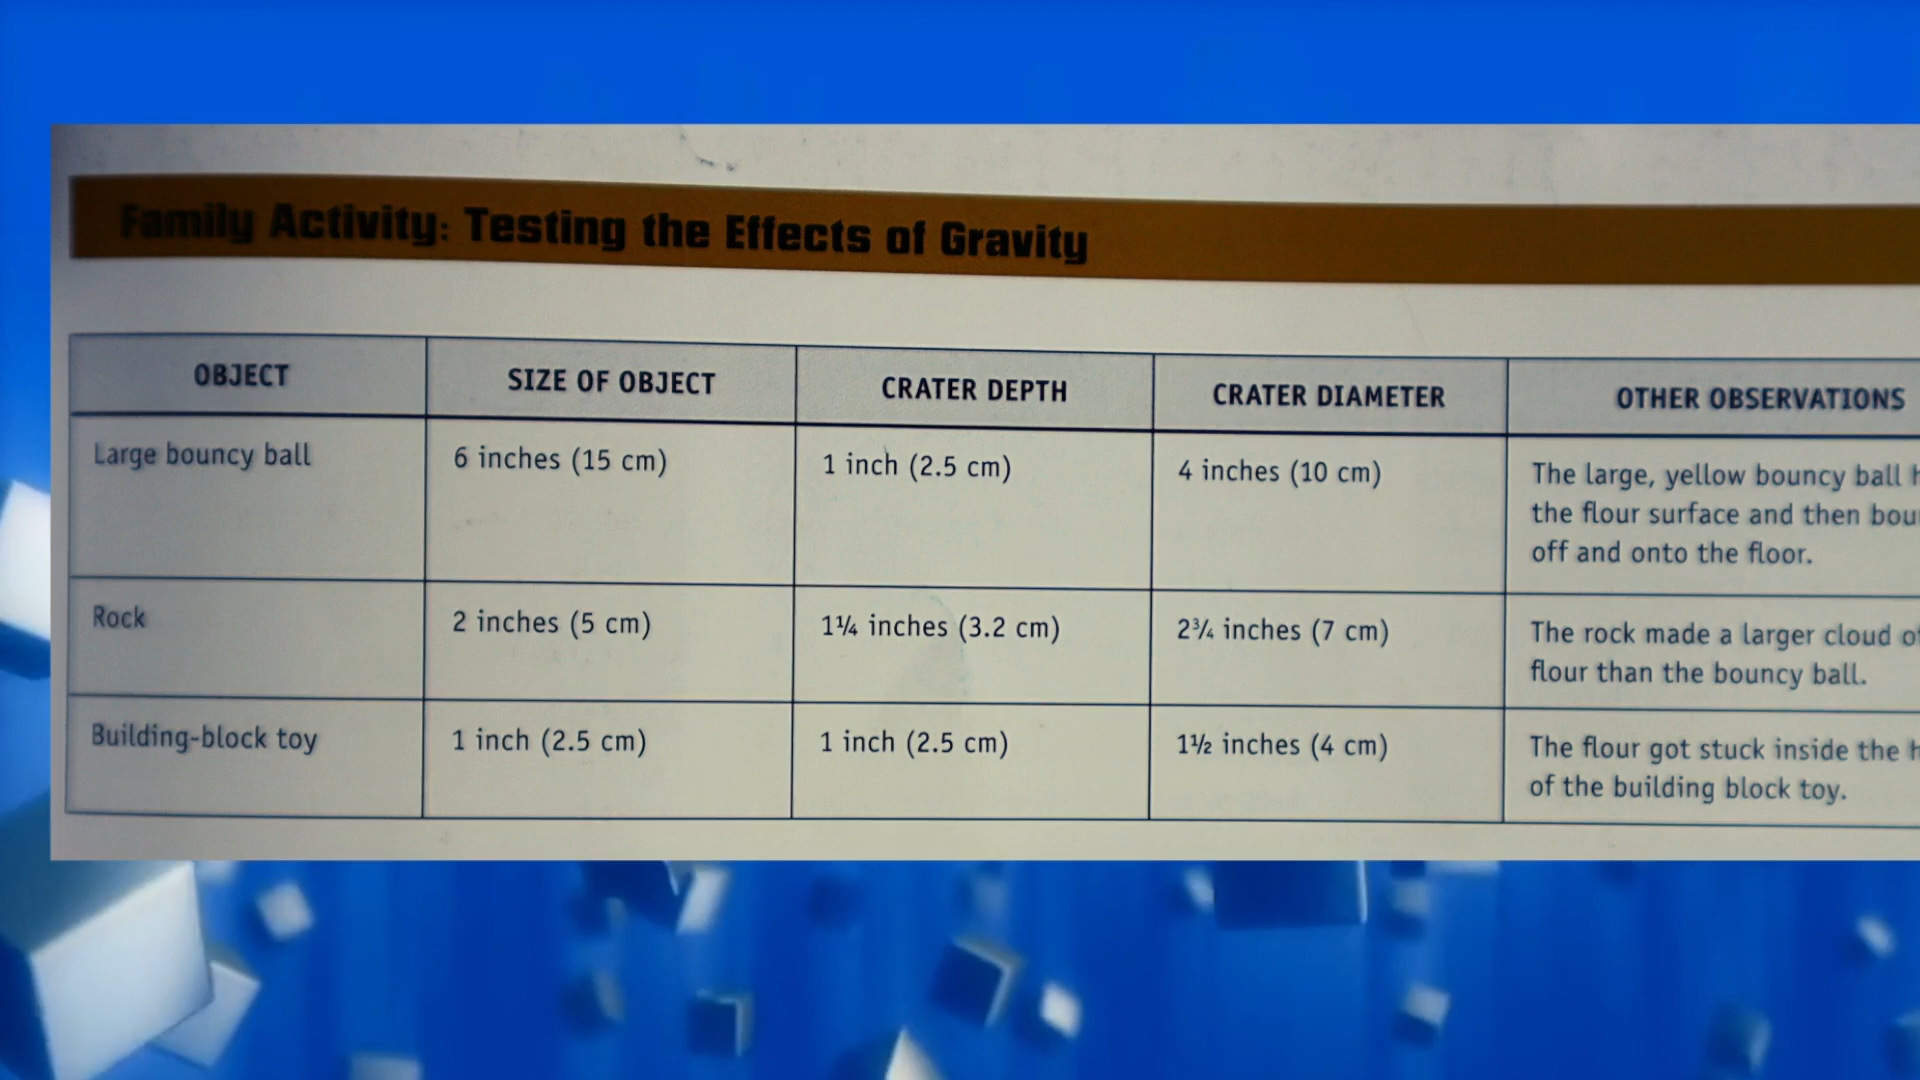 Family Activity: Testing the Effects of Gravity
OBJECT SIZE OF OBJECT CRATER DEPTH CRATER DIAMETER OTHER OBSERVATIONS
Large bouncy ball 6 inches (15 cm) 1 inch (2.5 cm) 4 inches (10 cm) The large, yellow bouncy ball
the flour surface and then
off and onto the floor.
Rock 2 inches (5 cm) 1¼ inches (3.2 cm) 2¾ inches (7 cm) The rock made a larger cloud
flour than the bouncy ball.
Building-block toy 1 inch (2.5 cm) 1 inch (2.5 cm) 1½ inches (4 cm) The flour got stuck inside the
of the building block toy.